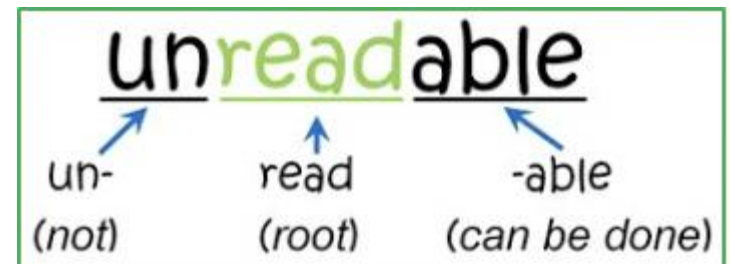 unreadable
un- read -able
(not) (root) (can be done)